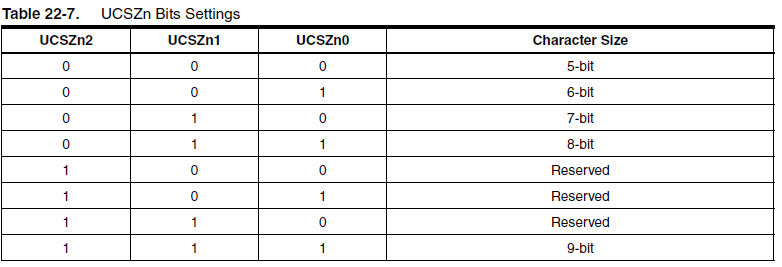 Table 22-7. UCSZn Bits Settings
UCSZn2 UCSZn1 UCSZn0 Character Size
0 0 0 5-bit
0 0 1 6-bit
0 1 0 7-bit
0 1 1 8-bit
1 0 0 Reserved
1 0 1 Reserved
1 1 0 Reserved
1 1 1 9-bit